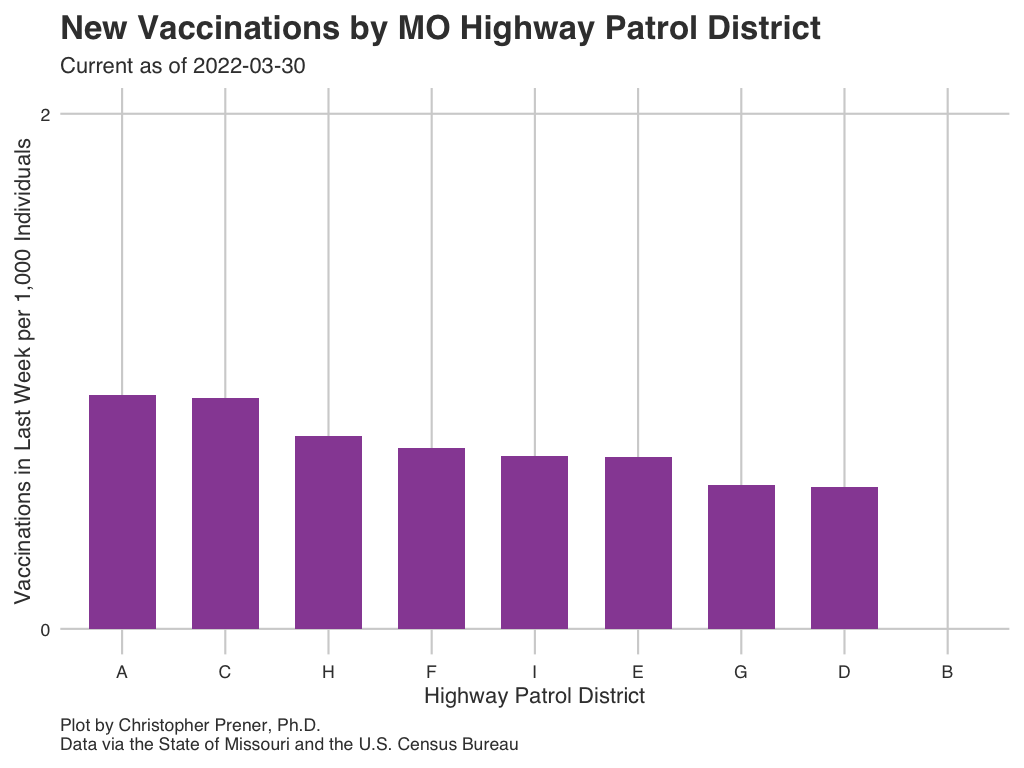 New Vaccinations by MO Highway Patrol District
Current as of 2022-03-30
Vaccinations in Last Week per 1,000 Individuals
2
0
A C H F I E G D B
Highway Patrol District
Plot by Christopher Prener, Ph.D.
Data via the State of Missouri and the U.S. Census Bureau